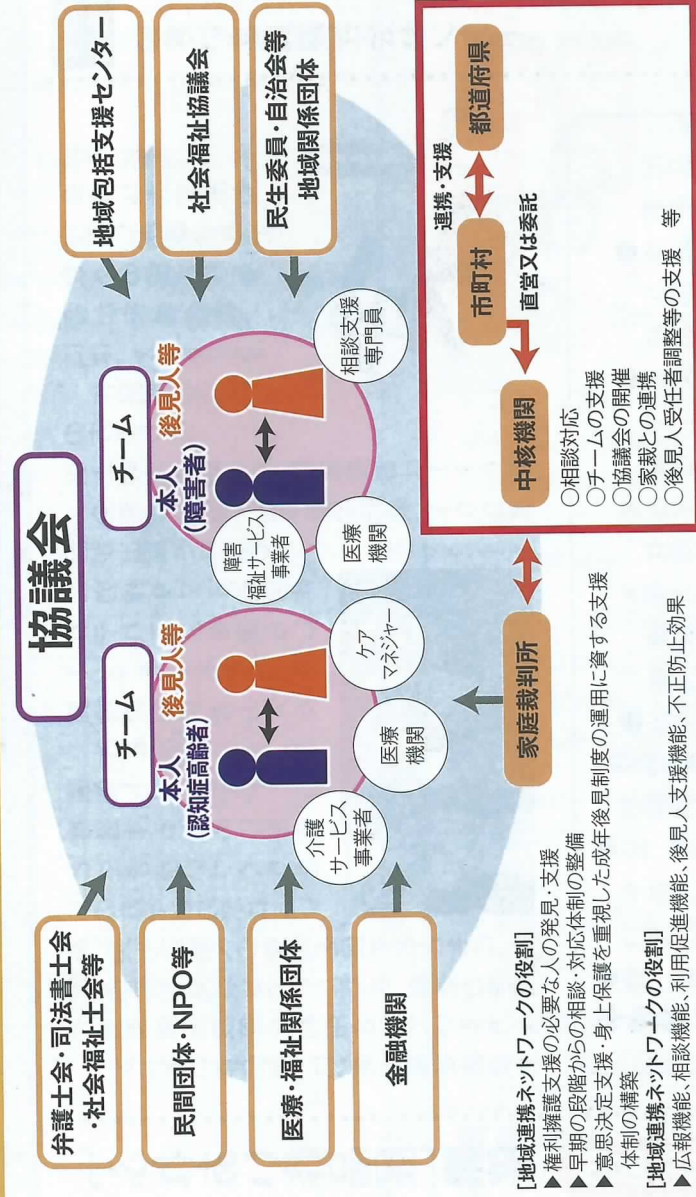 協議会
弁護士会・司法書士会
・社会福祉士会等
民間団体・NPO等
医療・福祉関係団体
金融機関
チーム
本人
(認知症高齢者)
後見人等
介護
サービス
事業者
医療
機関
ケア
マネジャー
チーム
本人
(障害者)
後見人等
障害
福祉サービス
事業者
医療
機関
相談支援
専門員
地域包括支援センター
社会福祉協議会
民生委員・自治会等
地域関係団体
家庭裁判所
中核機関
市町村
都道府県
連携・支援
直営又は委託
○相談対応
○チームの支援
○協議会の開催
○家裁との連携
○後見人受任者調整等の支援 等
[地域連携ネットワークの役割]
▶権利擁護支援の必要な人の発見・支援
▶早期の段階からの相談・対応体制の整備
▶意思決定支援・身上保護を重視した成年後見制度の運用に資する支援
体制の構築
[地域連携ネットワークの役割]
▶広報機能、相談機能、利用促進機能、後見人支援機能、不正防止効果